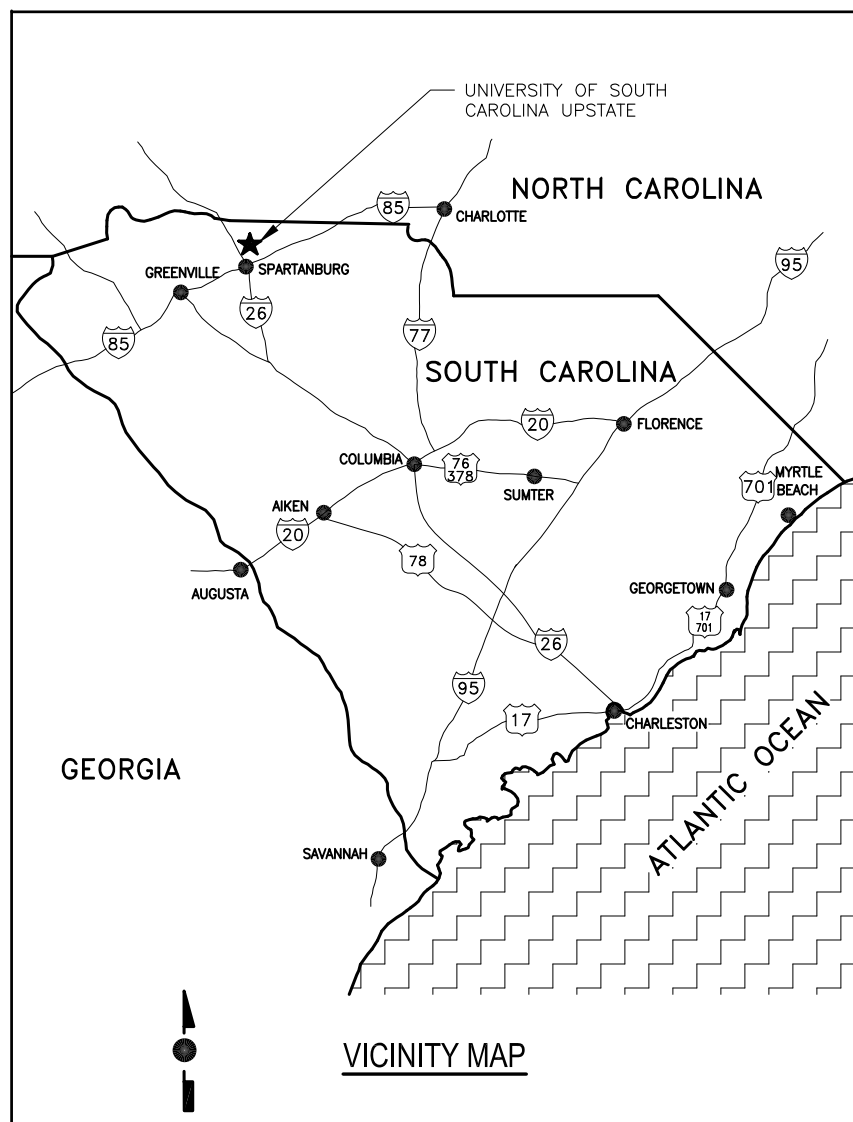 UNIVERSITY OF SOUTH
CAROLINA UPSTATE
NORTH CAROLINA
85
CHARLOTTE
95
SPARTANBURG
GREENVILLE
26
77
85
SOUTH CAROLINA
20
FLORENCE
COLUMBIA
76
378
SUMTER
701
MYRTLE
BEACH
AIKEN
20
78
AUGUSTA
GEORGETOWN
17
701
26
95
17
CHARLESTON
GEORGIA
ATLANTIC OCEAN
SAVANNAH
VICINITY MAP